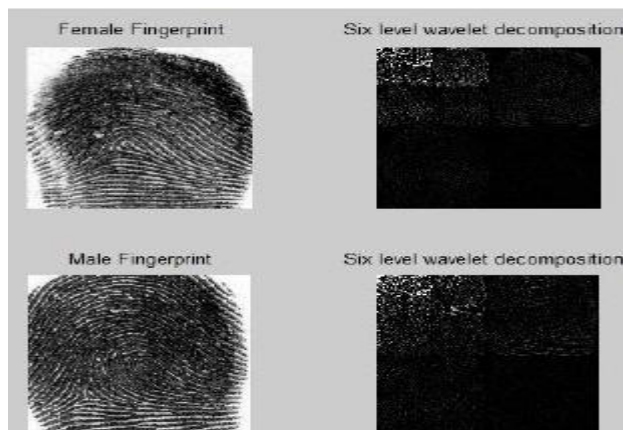 Female Fingerprint
Six level wavelet decomposition
Male Fingerprint
Six level wavelet decomposition